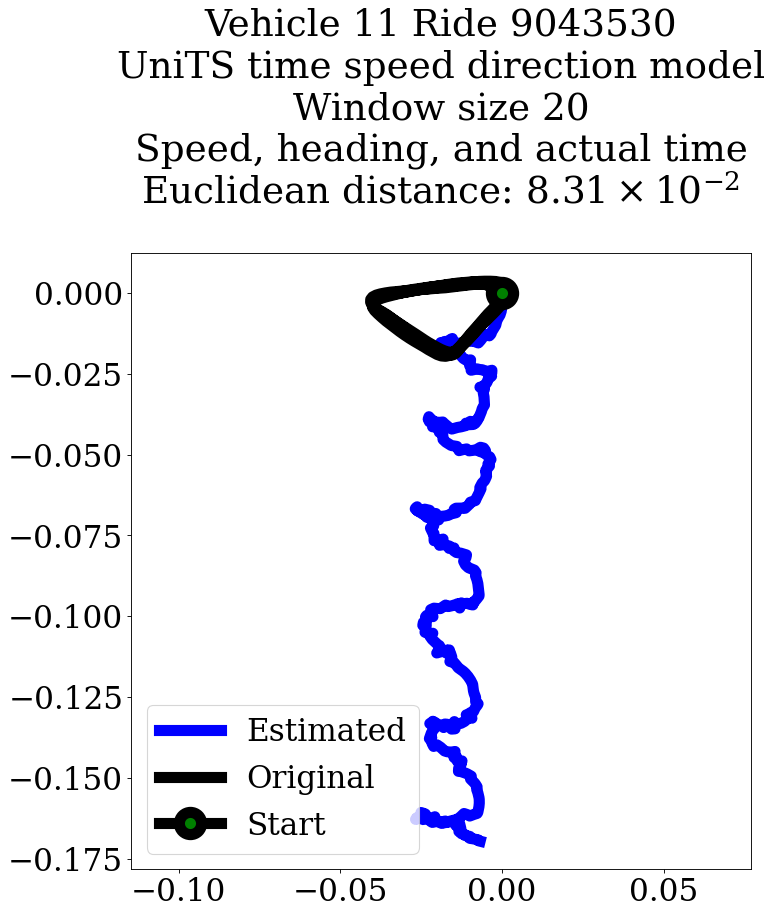 Vehicle 11 Ride 9043530
UniTS time speed direction model
Window size 20
Speed, heading, and actual time
Euclidean distance: 8.31 × 10⁻²
0.000
−0.025
−0.050
−0.075
−0.100
−0.125
−0.150
−0.175
Estimated
Original
Start
−0.10 −0.05 0.00 0.05